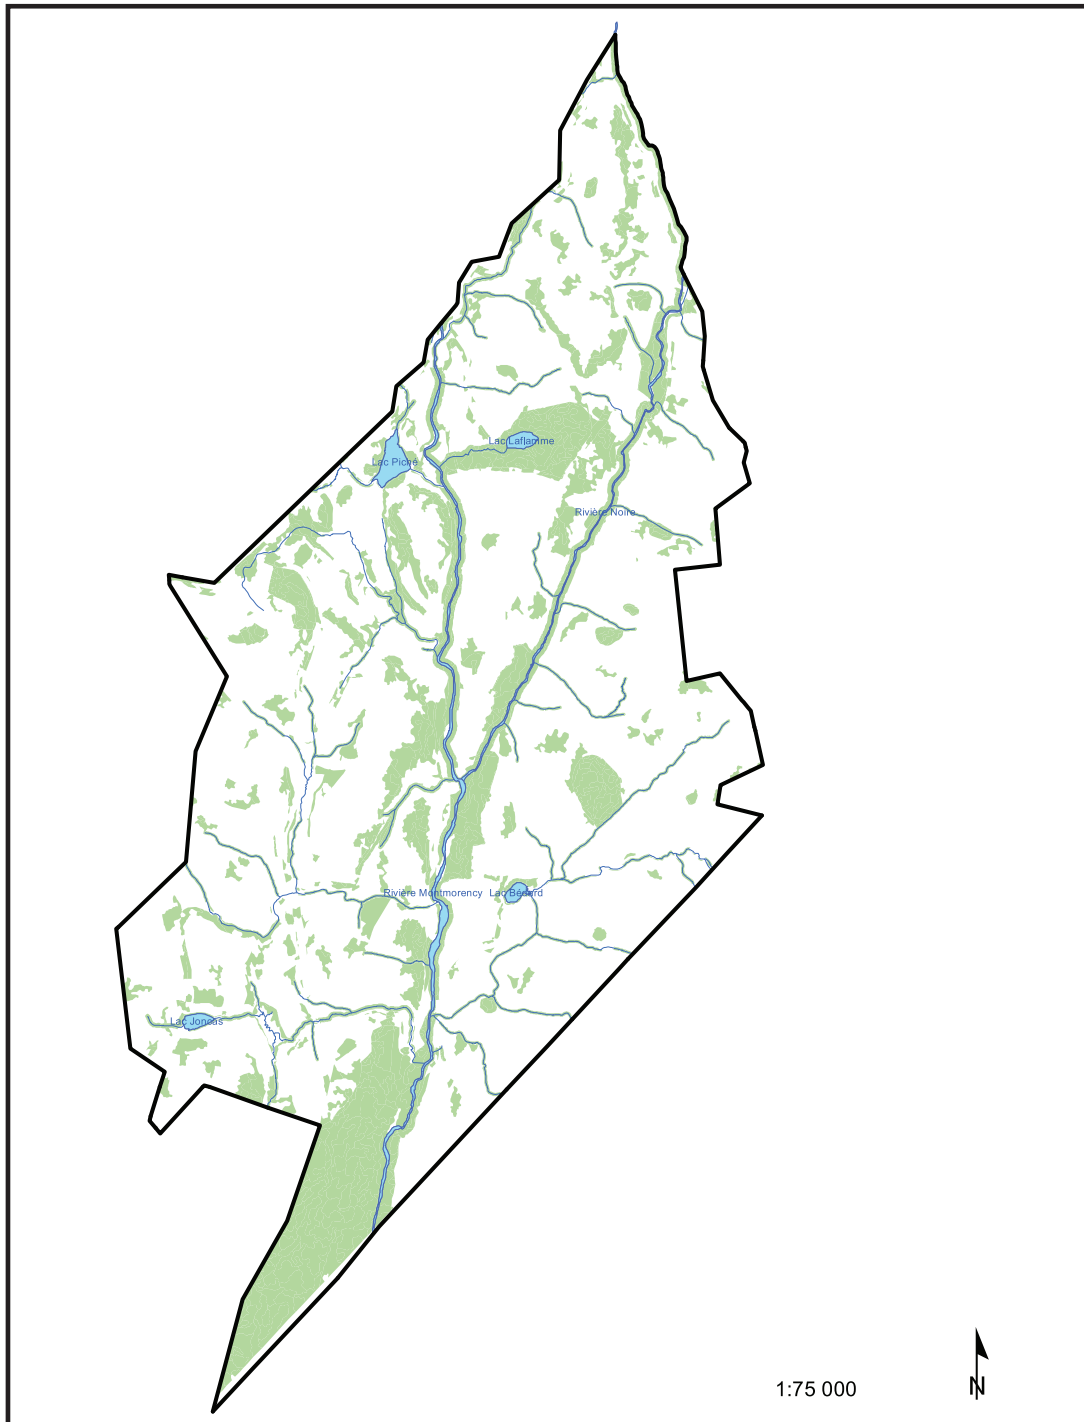 Lac Laflamme
Lac Piché
Rivière Noire
Rivière Montmorency
Lac Bédard
Lac Joncas
1:75 000
N